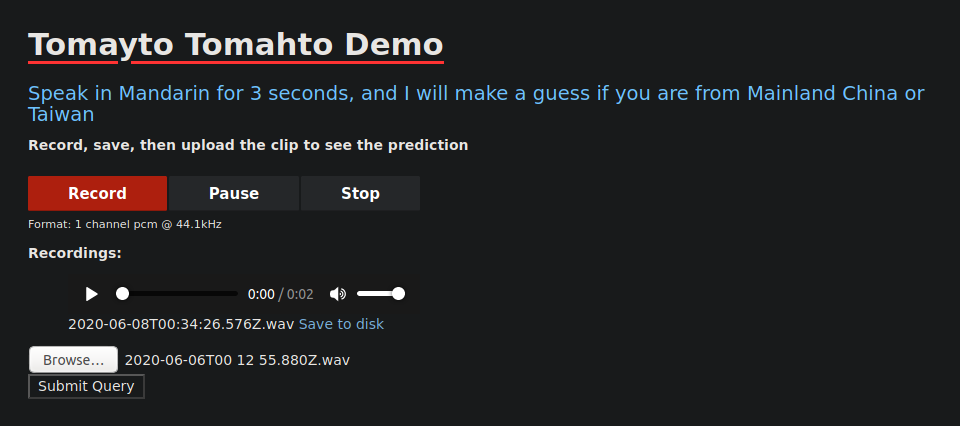 Tomayto Tomahto Demo
Speak in Mandarin for 3 seconds, and I will make a guess if you are from Mainland China or
Taiwan
Record, save, then upload the clip to see the prediction
Record Pause Stop
Format: 1 channel pcm @ 44.1kHz
Recordings:
0:00 / 0:02
2020-06-08T00:34:26.576Z.wav Save to disk
Browse... 2020-06-06T00 12 55.880Z.wav
Submit Query